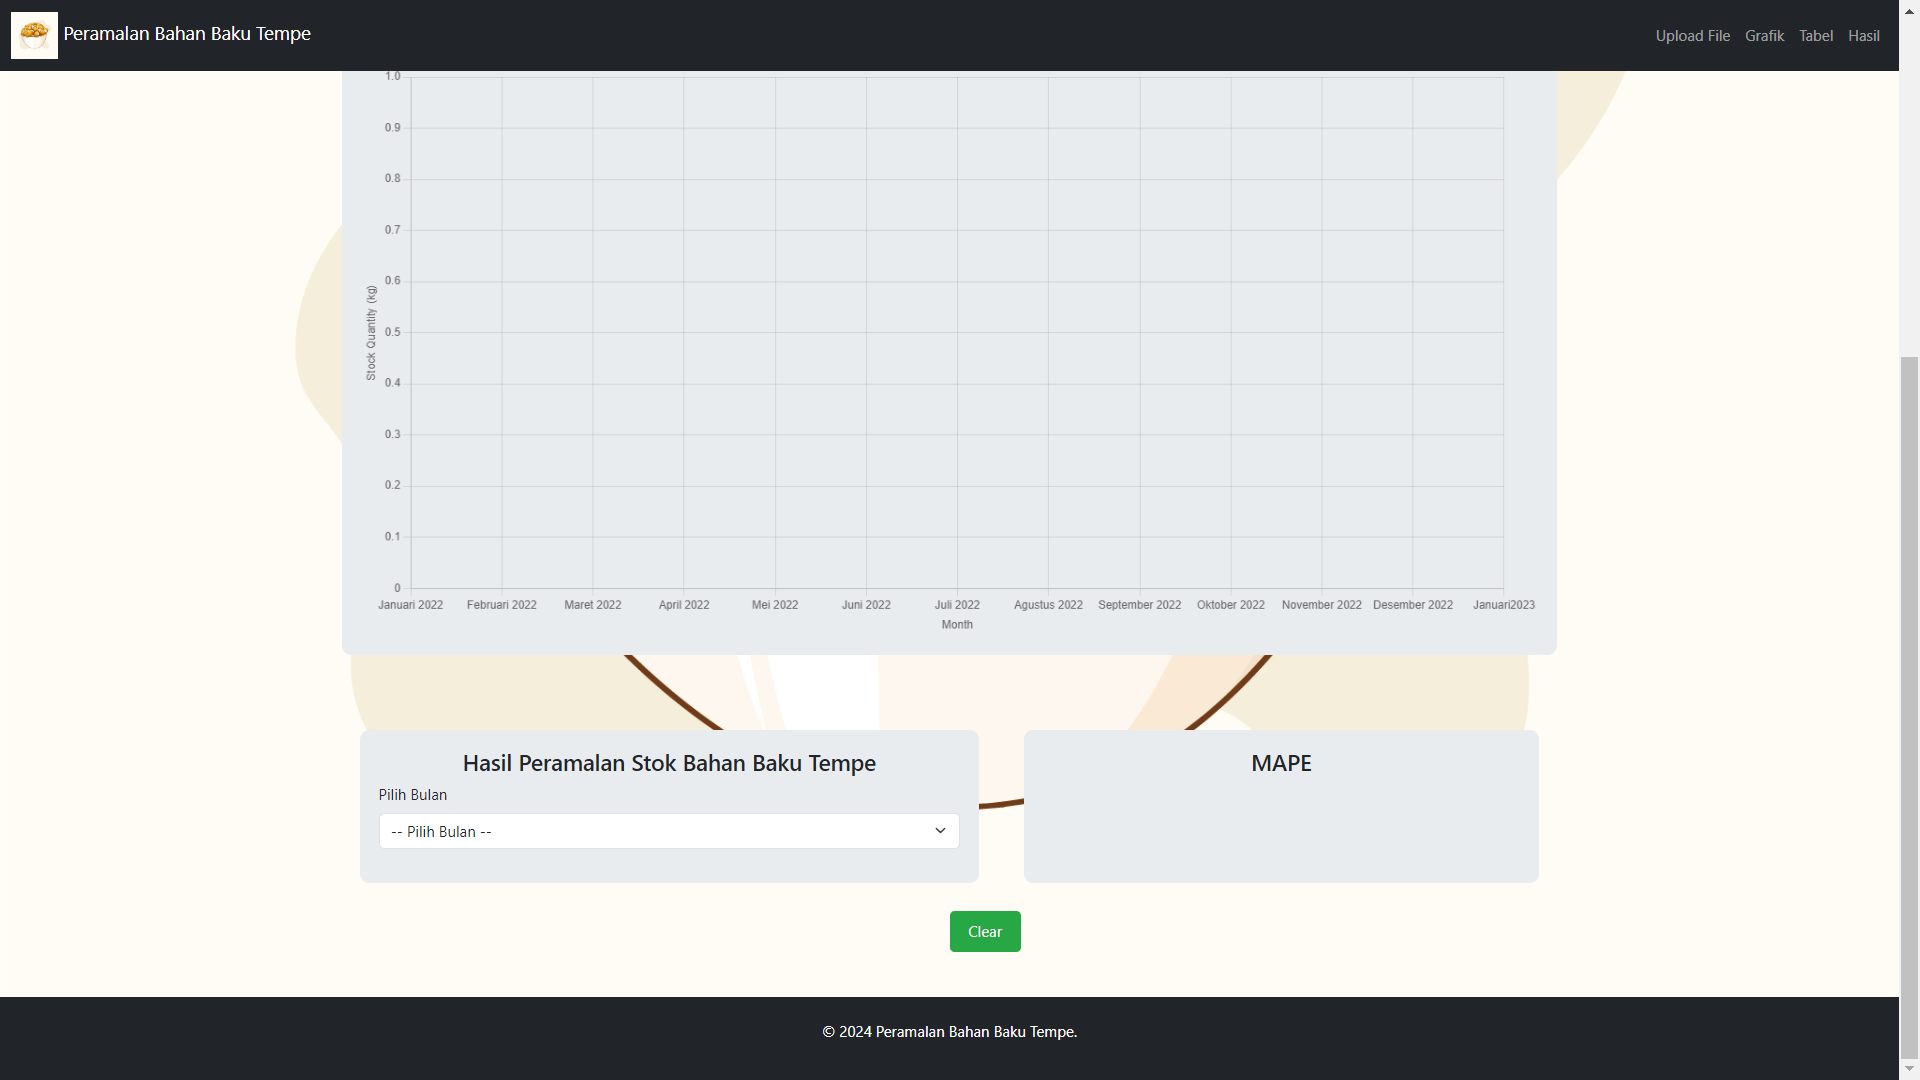 Peramalan Bahan Baku Tempe
Upload File Grafik Tabel Hasil
1.0
0.9
0.8
0.7
0.6
0.5
0.4
0.3
0.2
0.1
0
Stock Quantity (kg)
Januari 2022 Februari 2022 Maret 2022 April 2022 Mei 2022 Juni 2022 Juli 2022 Agustus 2022 September 2022 Oktober 2022 November 2022 Desember 2022 Januari2023
Month
Hasil Peramalan Stok Bahan Baku Tempe
Pilih Bulan
-- Pilih Bulan --
MAPE
Clear
© 2024 Peramalan Bahan Baku Tempe.